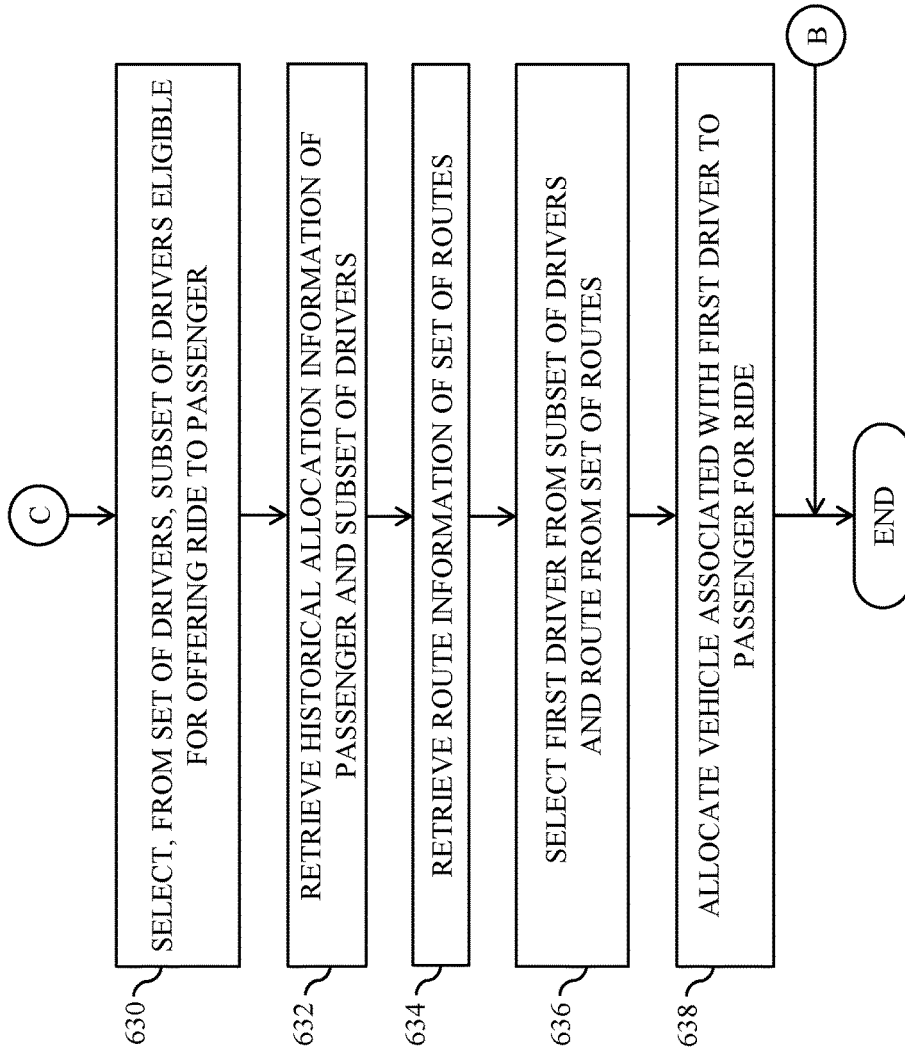 C
630
SELECT, FROM SET OF DRIVERS, SUBSET OF DRIVERS ELIGIBLE
FOR OFFERING RIDE TO PASSENGER
632
RETRIEVE HISTORICAL ALLOCATION INFORMATION OF
PASSENGER AND SUBSET OF DRIVERS
634
RETRIEVE ROUTE INFORMATION OF SET OF ROUTES
636
SELECT FIRST DRIVER FROM SUBSET OF DRIVERS
AND ROUTE FROM SET OF ROUTES
638
ALLOCATE VEHICLE ASSOCIATED WITH FIRST DRIVER TO
PASSENGER FOR RIDE
B
END